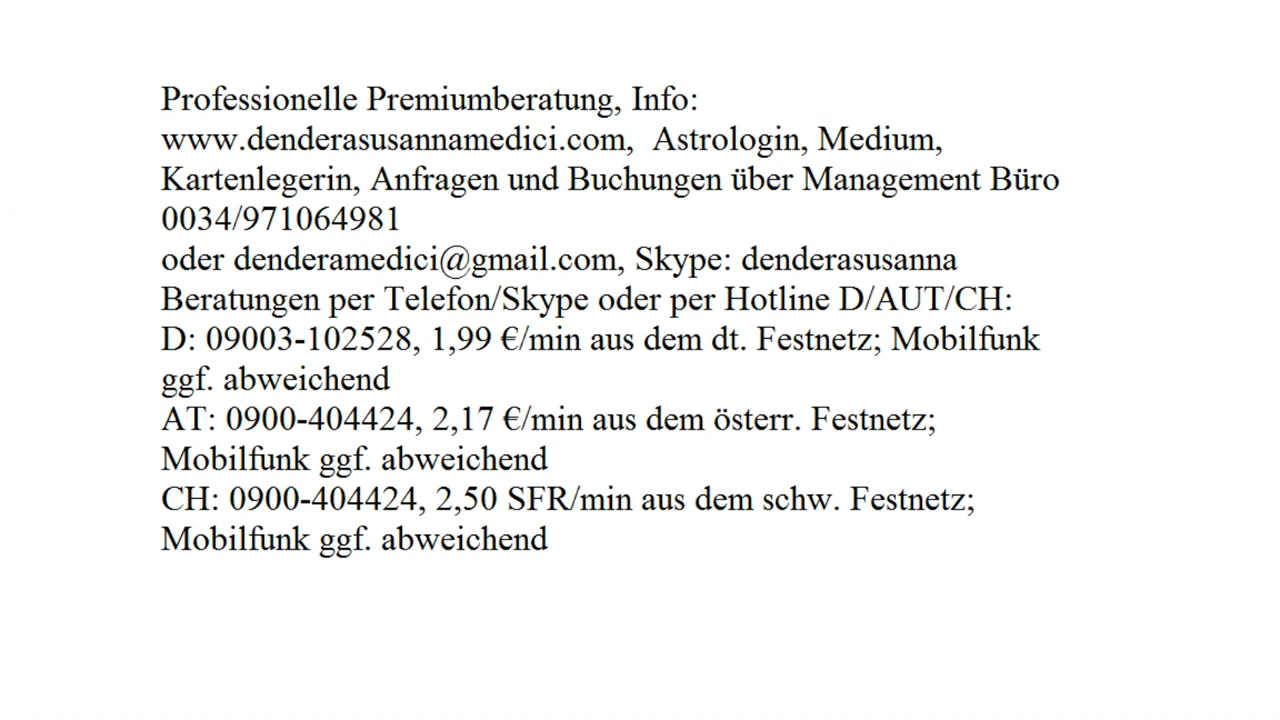 Professionelle Premiumberatung, Info:
www.denderasusannamedici.com,  Astrologin, Medium,
Kartenlegerin, Anfragen und Buchungen über Management Büro
0034/971064981
oder denderamedici@gmail.com, Skype: denderasusanna
Beratungen per Telefon/Skype oder per Hotline D/AUT/CH:
D: 09003-102528, 1,99 €/min aus dem dt. Festnetz; Mobilfunk
ggf. abweichend
AT: 0900-404424, 2,17 €/min aus dem österr. Festnetz;
Mobilfunk ggf. abweichend
CH: 0900-404424, 2,50 SFR/min aus dem schw. Festnetz;
Mobilfunk ggf. abweichend